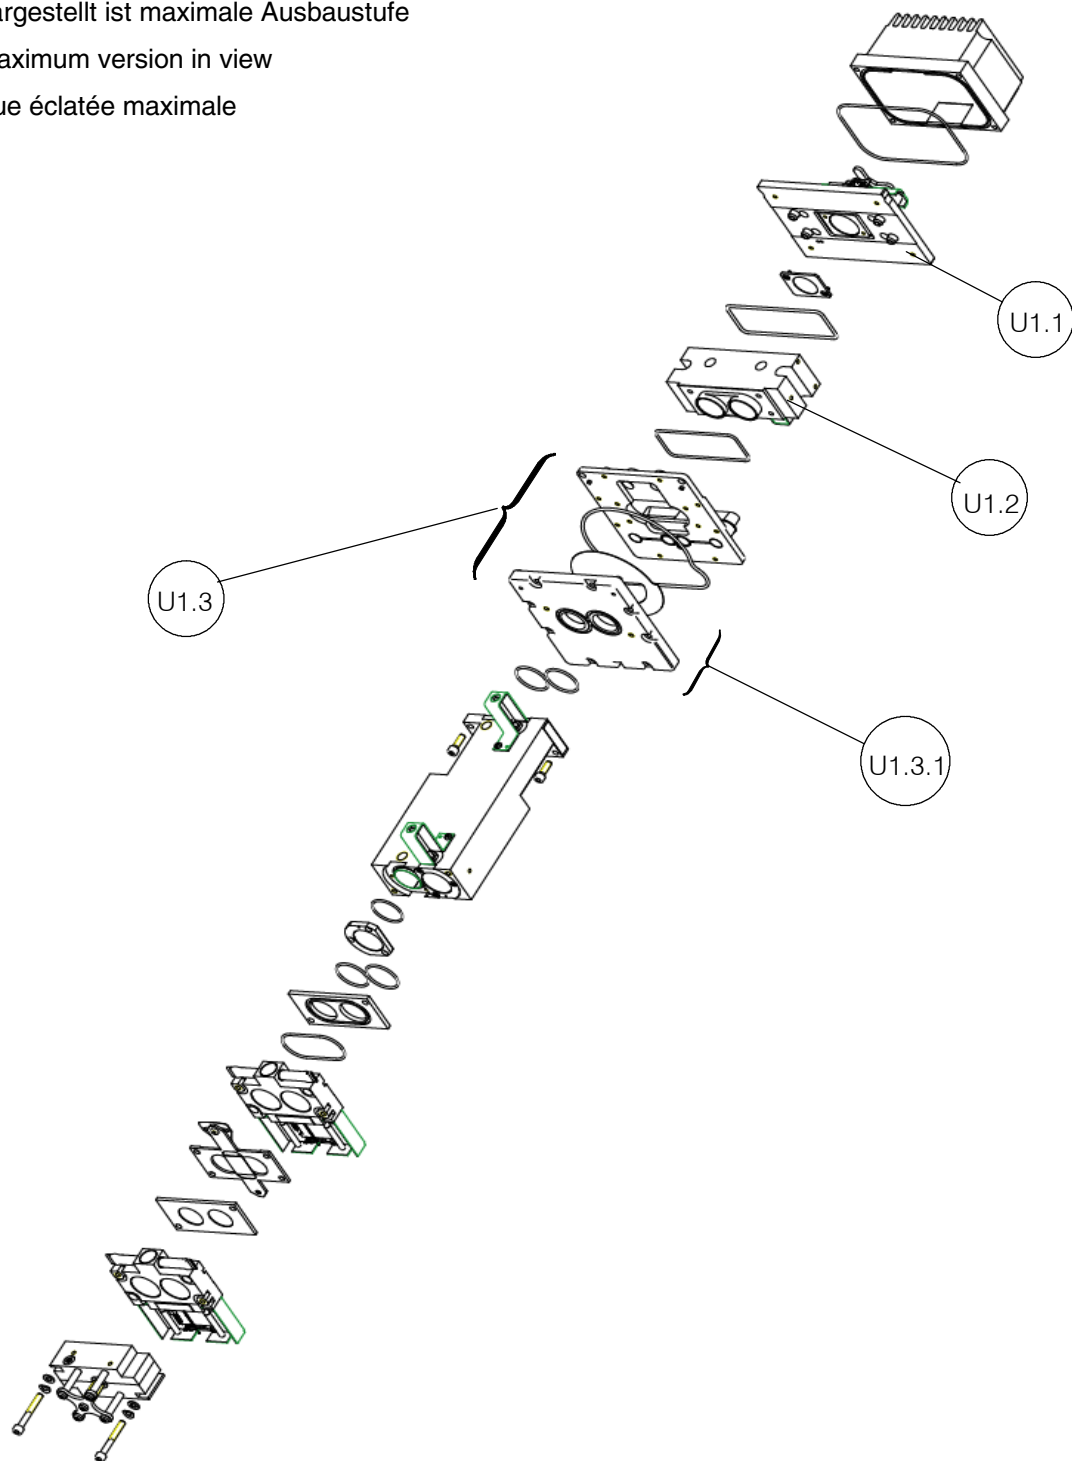 argestellt ist maximale Ausbaustufe
aximum version in view
ue éclatée maximale
U1.1
U1.2
U1.3
U1.3.1